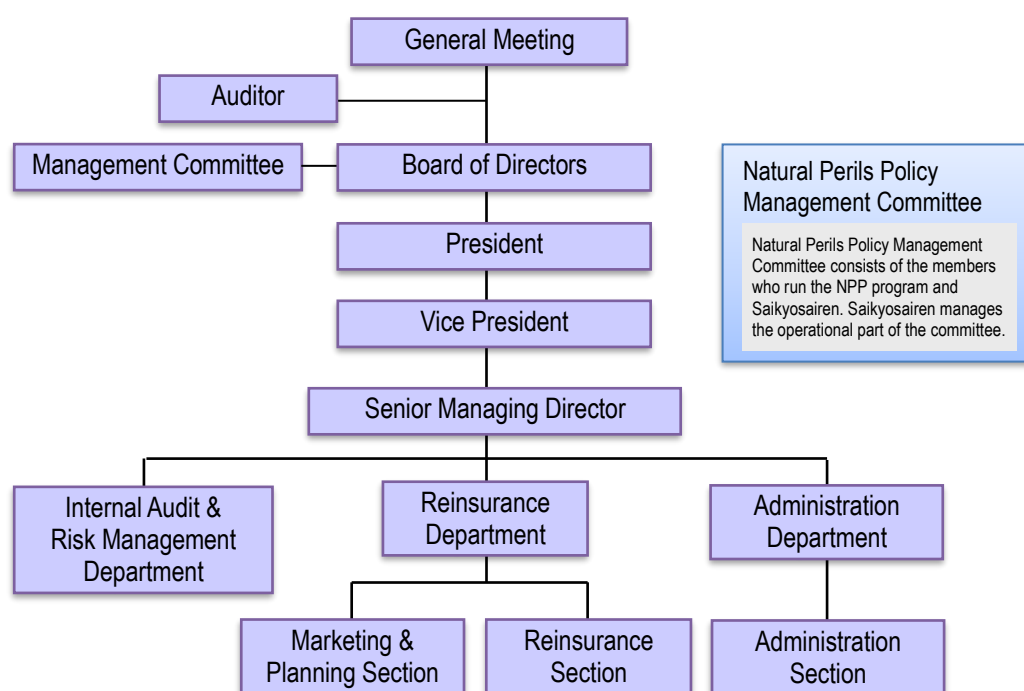 General Meeting
Auditor
Management Committee
Board of Directors
President
Vice President
Senior Managing Director
Natural Perils Policy
Management Committee
Natural Perils Policy Management
Committee consists of the members
who run the NPP program and
Saikyosairen. Saikyosairen manages
the operational part of the committee.
Internal Audit &
Risk Management
Department
Reinsurance
Department
Administration
Department
Marketing &
Planning Section
Reinsurance
Section
Administration
Section